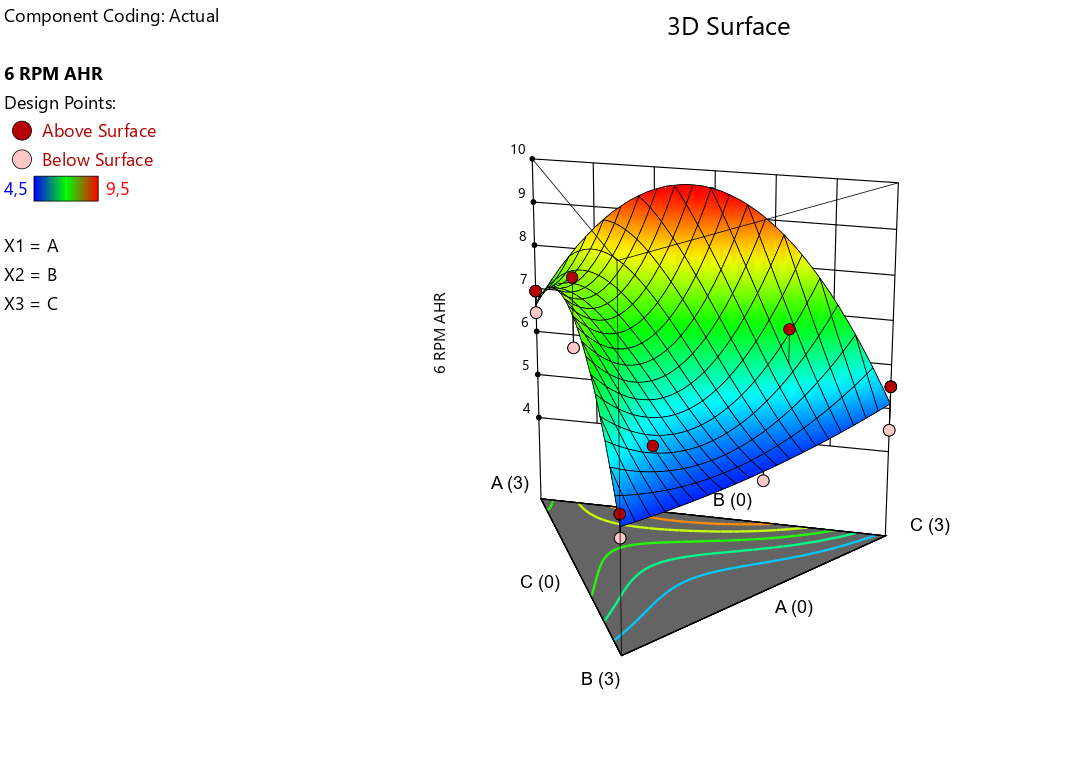 Component Coding: Actual
3D Surface
6 RPM AHR
Design Points:
Above Surface
Below Surface
4,5 9,5
X1 = A
X2 = B
X3 = C
10
9
8
7
6
5
4
6 RPM AHR
A (3)
B (0)
C (3)
C (0)
A (0)
B (3)